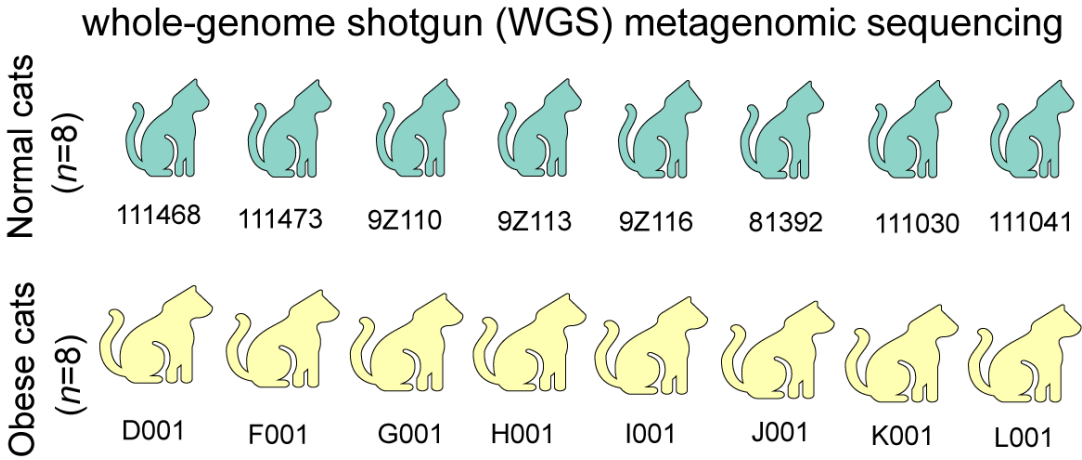 whole-genome shotgun (WGS) metagenomic sequencing
Normal cats
(n=8)
111468 111473 9Z110 9Z113 9Z116 81392 111030 111041
Obese cats
(n=8)
D001 F001 G001 H001 I001 J001 K001 L001